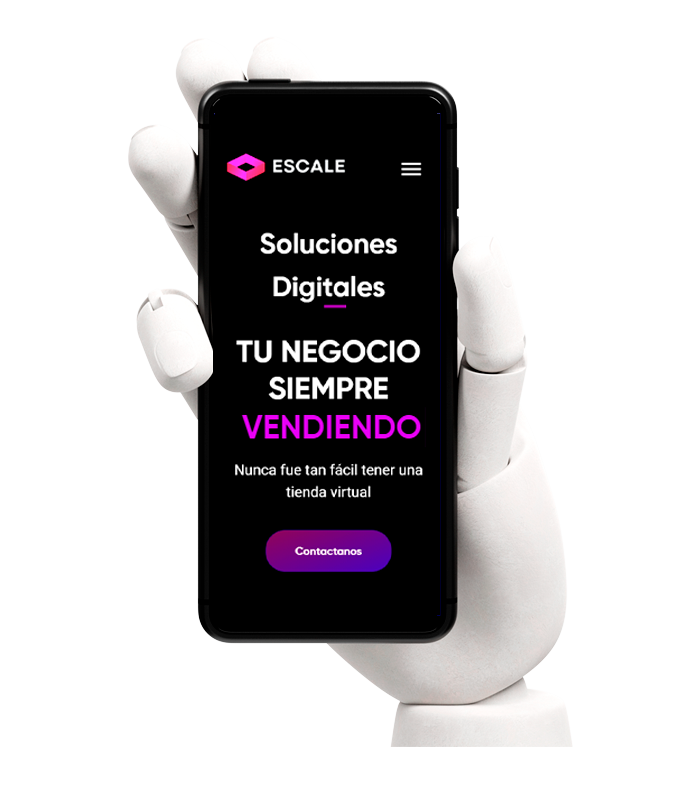 ESCALE
Soluciones
Digitales
TU NEGOCIO
SIEMPRE
VENDIENDO
Nunca fue tan fácil tener una
tienda virtual
Contactanos